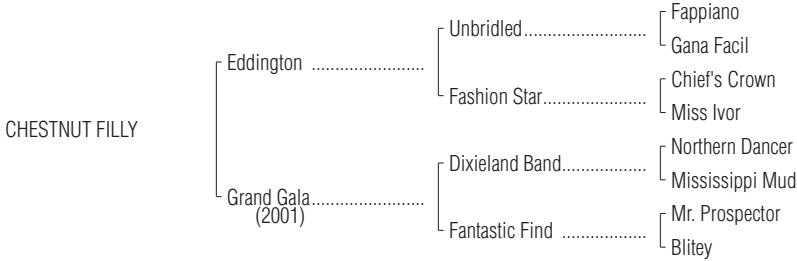 Fappiano
Unbridled........................
Gana Facil
Eddington ........................
Chief's Crown
Fashion Star......................
Miss Ivor
CHESTNUT FILLY
Northern Dancer
Dixieland Band..................
Mississippi Mud
Grand Gala........................
(2001)
Mr. Prospector
Fantastic Find ..................
Blitey